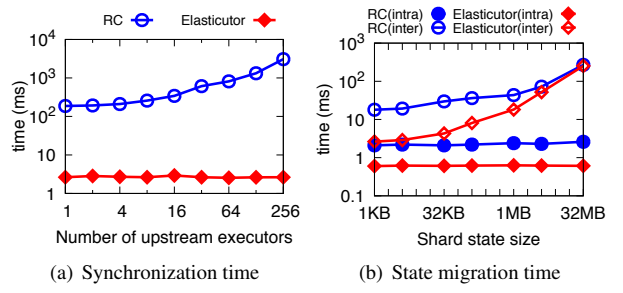 RC Elasticutor
10^4
10^3
10^2
10
1
time (ms)
1 4 16 64 256
Number of upstream executors
(a) Synchronization time
RC(intra) Elasticutor(intra)
RC(inter) Elasticutor(inter)
10^3
10^2
10
1
0.1
time (ms)
1KB 32KB 1MB 32MB
Shard state size
(b) State migration time